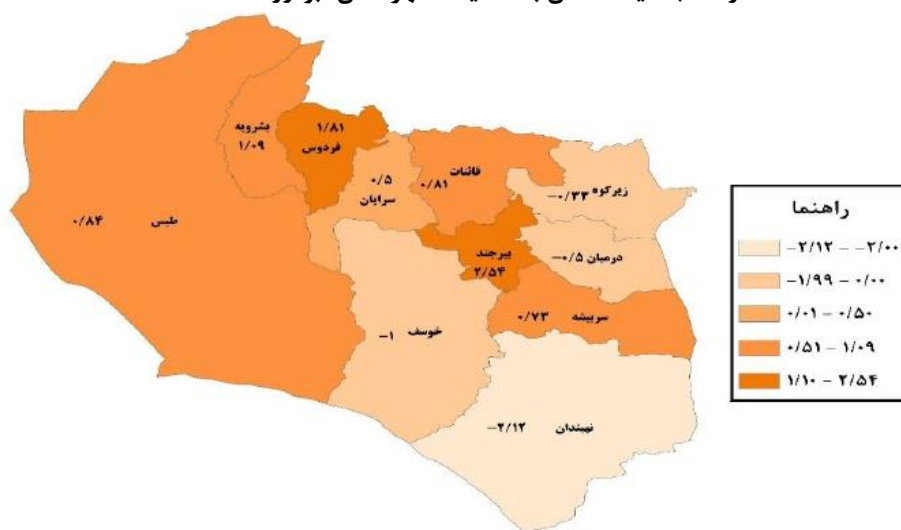 بشرویه
۱/۰۹
۱/۸۱
فردوس
۰/۵
سرایان
قائنات
۰/۸۱
زیرکوه
−۰/۳۳
طبس
۰/۸۴
بیرجند
۲/۵۴
درمیان
−۰/۵
سربیشه
۰/۷۳
خوسف
−۱
نهبندان
−۲/۱۲
راهنما
−۲/۱۲ – −۲/۰۰
−۱/۹۹ – ۰/۰۰
۰/۰۱ – ۰/۵۰
۰/۵۱ – ۱/۰۹
۱/۱۰ – ۲/۵۴